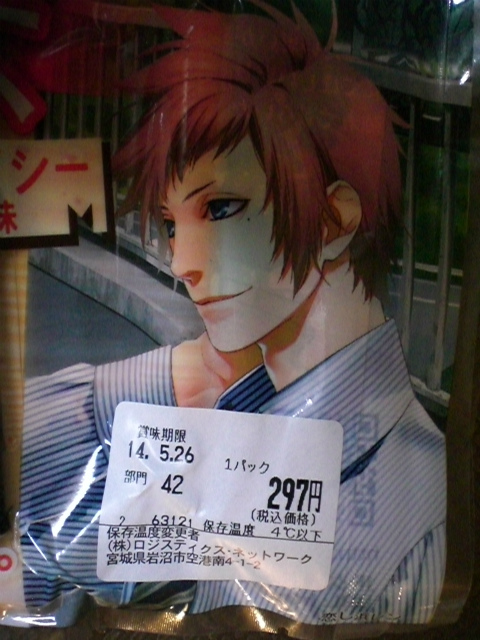 シー
味
賞味期限
14. 5.26
部門 42
1パック
297円
(税込価格)
2 63121 保存温度 4℃以下
保存温度変更者
(株)ロジスティクス・ネットワーク
宮城県岩沼市空港南4-1-2